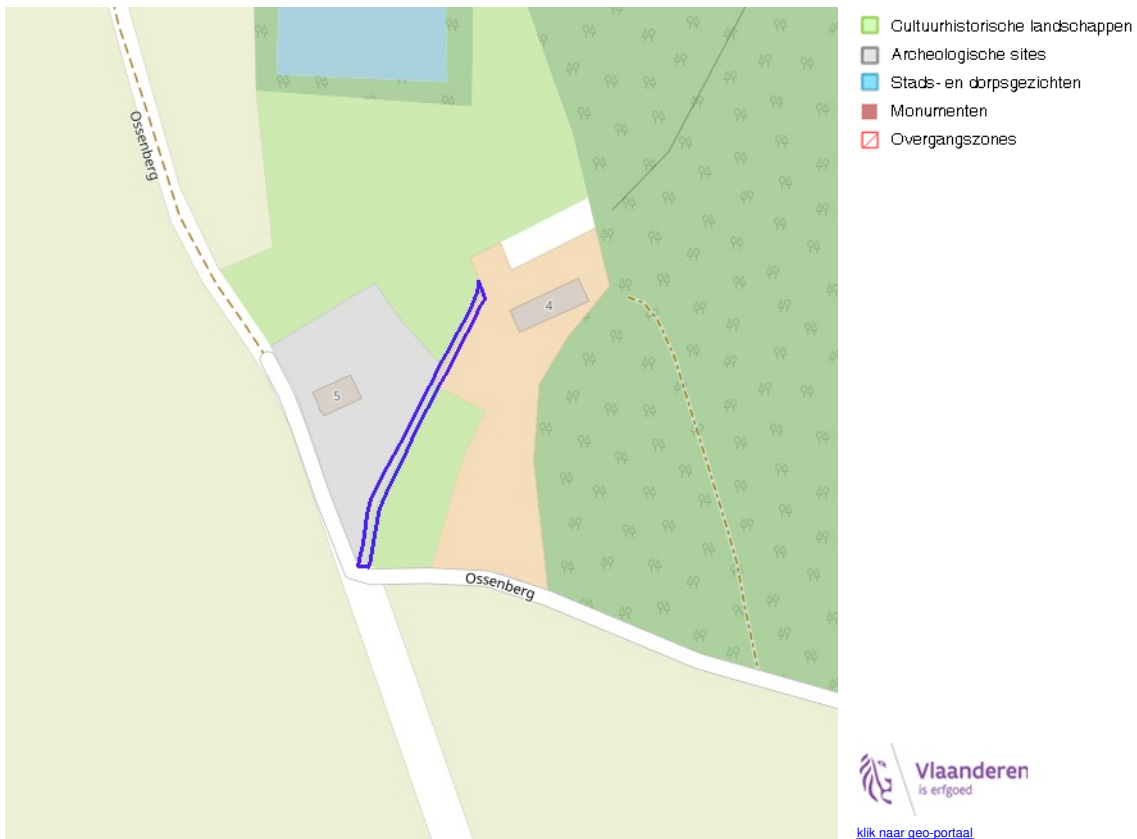 Ossenberg
4
5
Ossenberg
Cultuurhistorische landschappen
Archeologische sites
Stads- en dorpsgezichten
Monumenten
Overgangszones
Vlaanderen
is erfgoed
klik naar geo-portaal